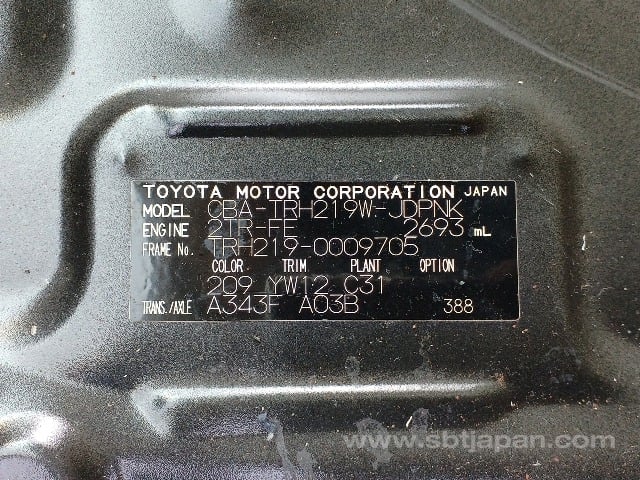 TOYOTA MOTOR CORPORATION JAPAN
MODEL CBA-TRH219W-JDPNK
ENGINE 2TR-FE 2693 mL
FRAME No. TRH219-0009705
COLOR TRIM PLANT OPTION
209 YW12 C31
TRANS./AXLE A343F A03B 388
www.sbtjapan.com